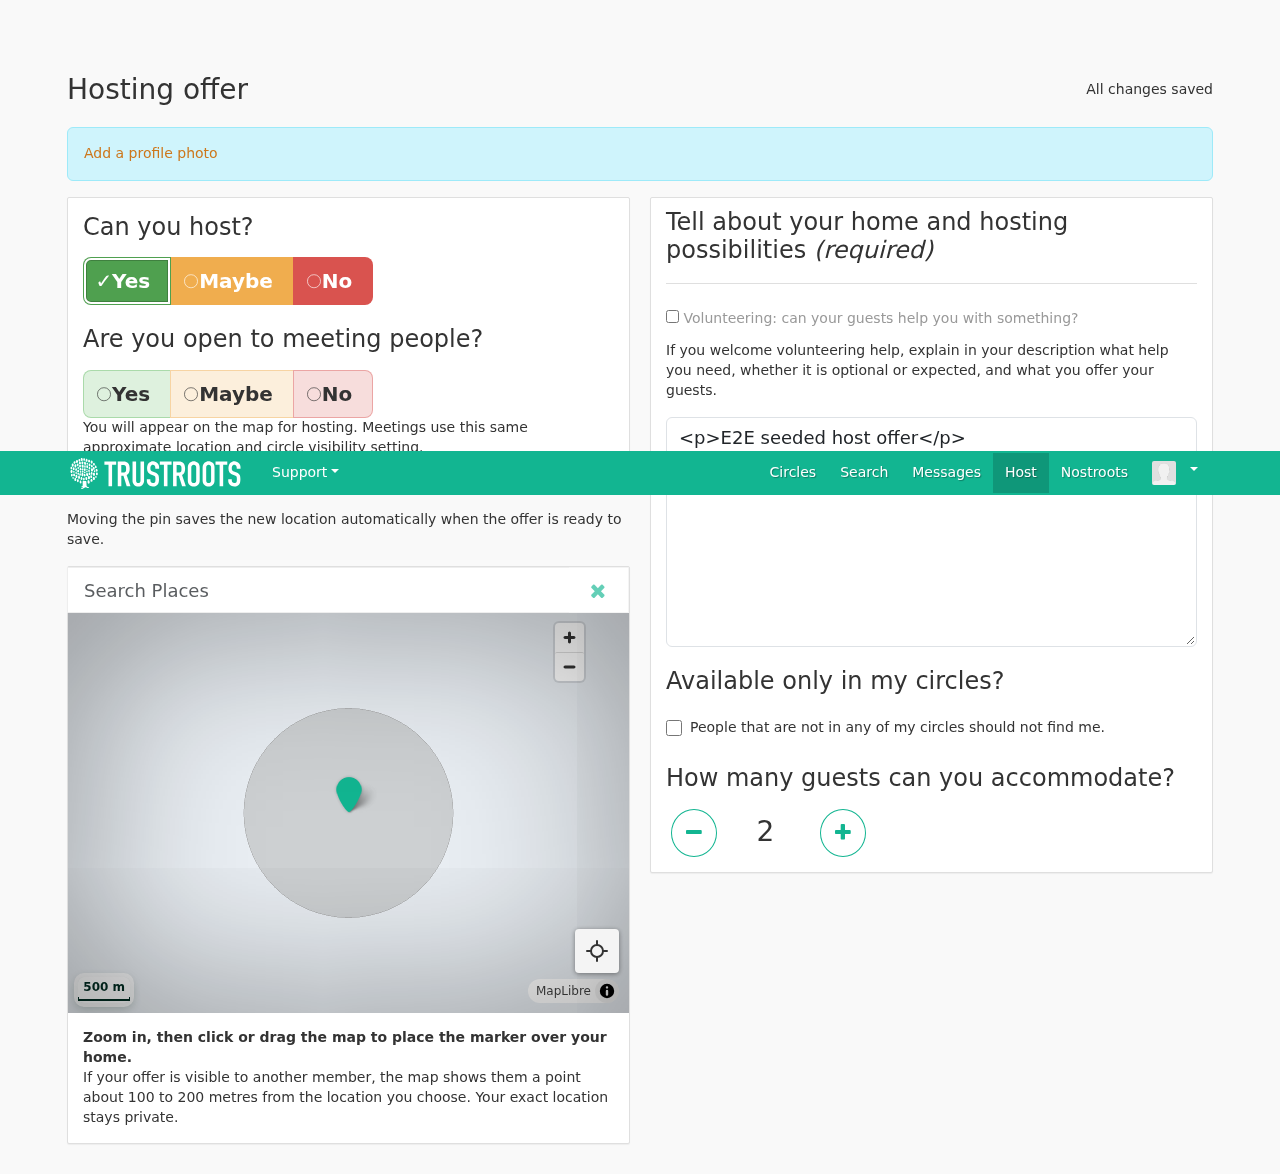 Hosting offer
All changes saved
Add a profile photo
Can you host?
✓Yes
Maybe
No
Are you open to meeting people?
Yes
Maybe
No
You will appear on the map for hosting. Meetings use this same
approximate location and circle visibility setting.
Tell about your home and hosting
possibilities (required)
Volunteering: can your guests help you with something?
If you welcome volunteering help, explain in your description what help
you need, whether it is optional or expected, and what you offer your
guests.
<p>E2E seeded host offer</p>
TRUSTROOTS
Support
Circles
Search
Messages
Host
Nostroots
Moving the pin saves the new location automatically when the offer is ready to
save.
Search Places
500 m
MapLibre
Zoom in, then click or drag the map to place the marker over your
home.
If your offer is visible to another member, the map shows them a point
about 100 to 200 metres from the location you choose. Your exact location
stays private.
Available only in my circles?
People that are not in any of my circles should not find me.
How many guests can you accommodate?
2